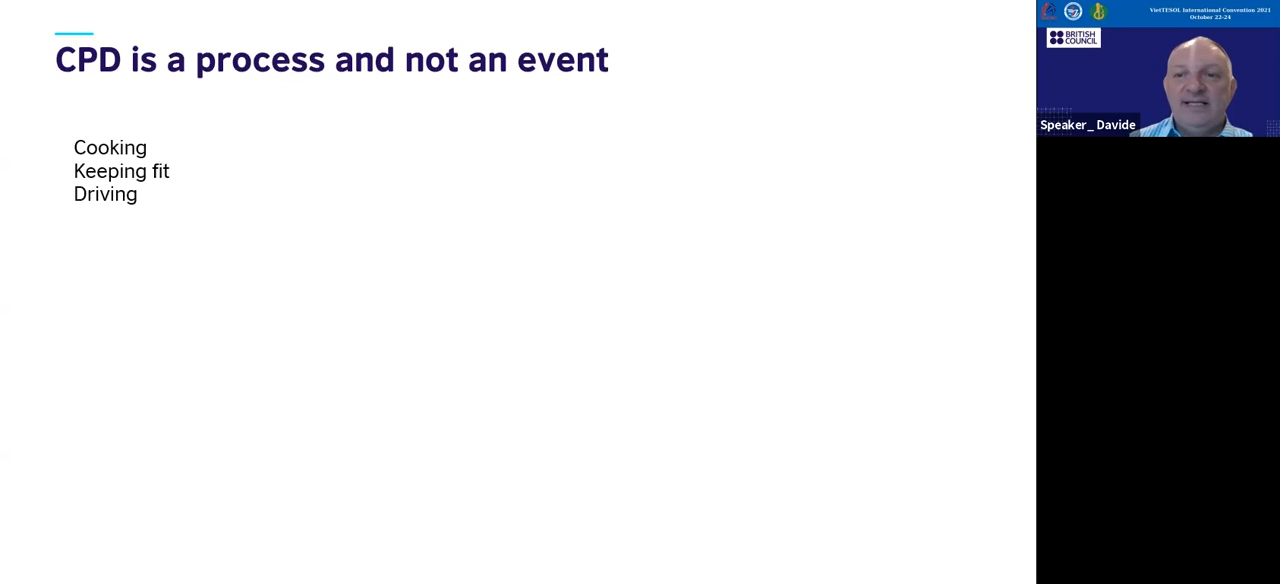 CPD is a process and not an event
Cooking
Keeping fit
Driving
VietTESOL International Convention 2021
October 22-24
BRITISH
COUNCIL
Speaker_ Davide